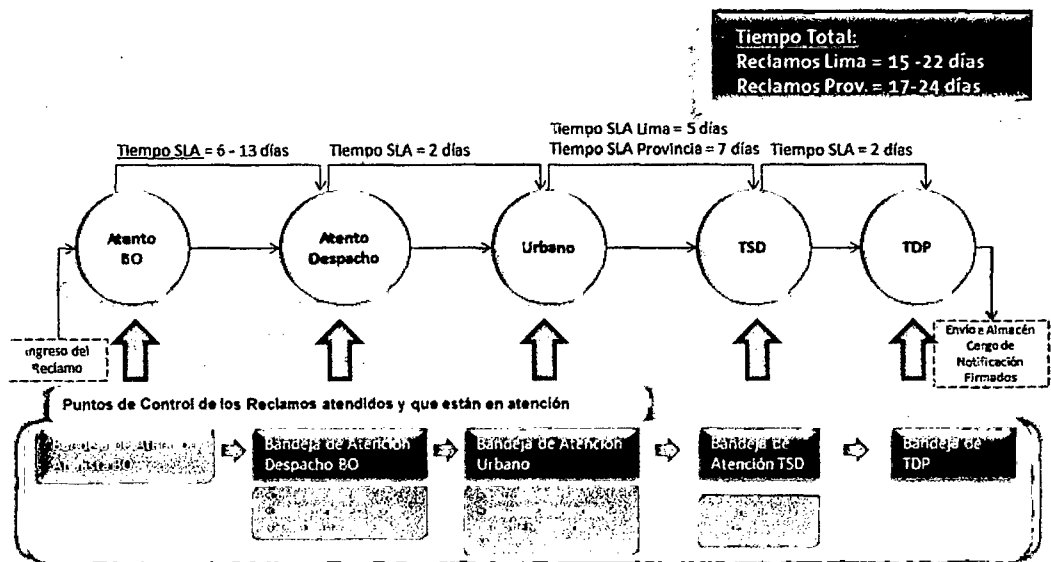 Tiempo Total:
Reclamos Lima = 15 -22 días
Reclamos Prov. = 17-24 días
Tiempo SLA = 6 - 13 días
Tiempo SLA = 2 días
Tiempo SLA Lima = 5 días
Tiempo SLA Provincia = 7 días
Tiempo SLA = 2 días
Atento
BO
Atento
Despacho
Urbano
TSD
TDP
Ingreso del
Reclamo
Envío e Almacén
Cargo de
Notificación
Firmados
Puntos de Control de los Reclamos atendidos y que están en atención
Bandeja de
BO
Bandeja de Atención
Despacho BO
Bandeja de Atención
Urbano
Bandeja de
Atención TSD
Bandeja de
TDP